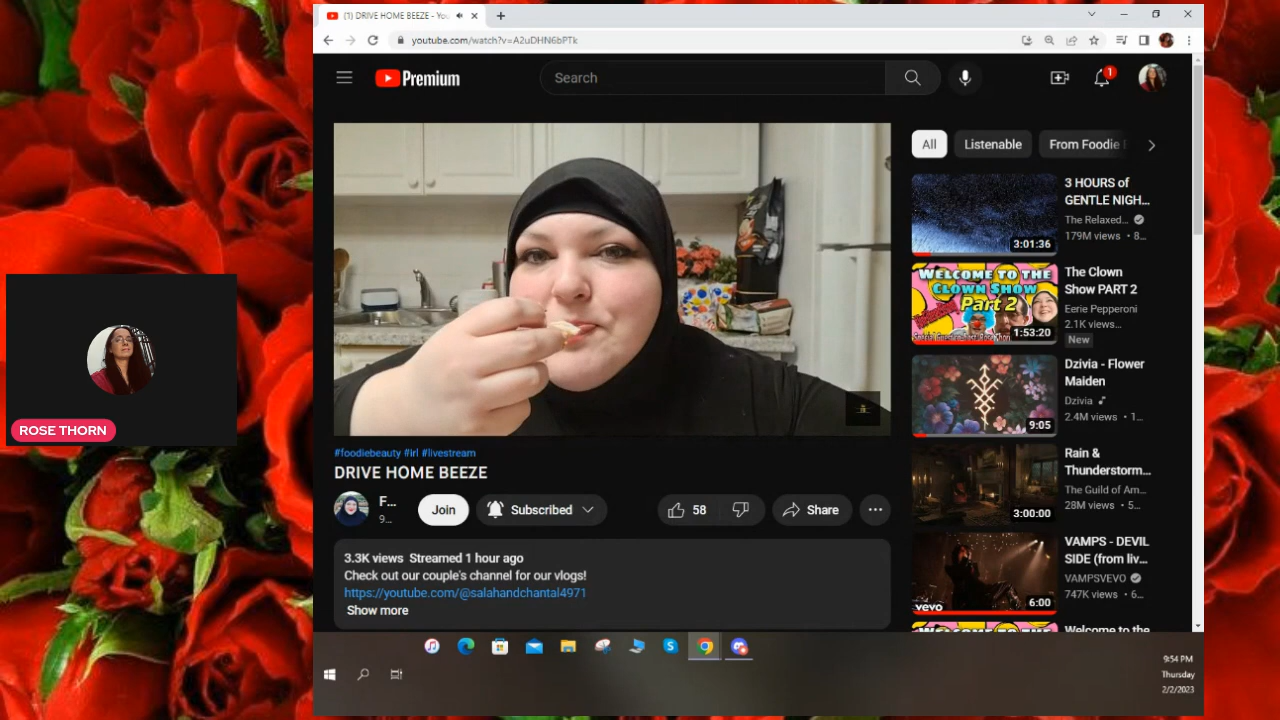 (1) DRIVE HOME BEEZE - You
youtube.com/watch?v=A2uDHN6bPTk
Premium
Search
1
All
Listenable
From Foodie
3:01:36
3 HOURS of
GENTLE NIGH...
The Relaxed...
179M views • 8...
WELCOME TO THE
CLOWN SHOW
Part 2
1:53:20
The Clown
Show PART 2
Eerie Pepperoni
2.1K views...
New
9:05
Dzivia - Flower
Maiden
Dzivia
2.4M views • 1...
3:00:00
Rain &
Thunderstorm...
The Guild of Am...
28M views • 5...
vevo
6:00
VAMPS - DEVIL
SIDE (from liv...
VAMPSVEVO
747K views • 6...
Welcome to the
ROSE THORN
#foodiebeauty #irl #livestream
DRIVE HOME BEEZE
F...
9...
Join
Subscribed
58
Share
3.3K views Streamed 1 hour ago
Check out our couple's channel for our vlogs!
https://youtube.com/@salahandchantal4971
Show more
9:54 PM
Thursday
2/2/2023